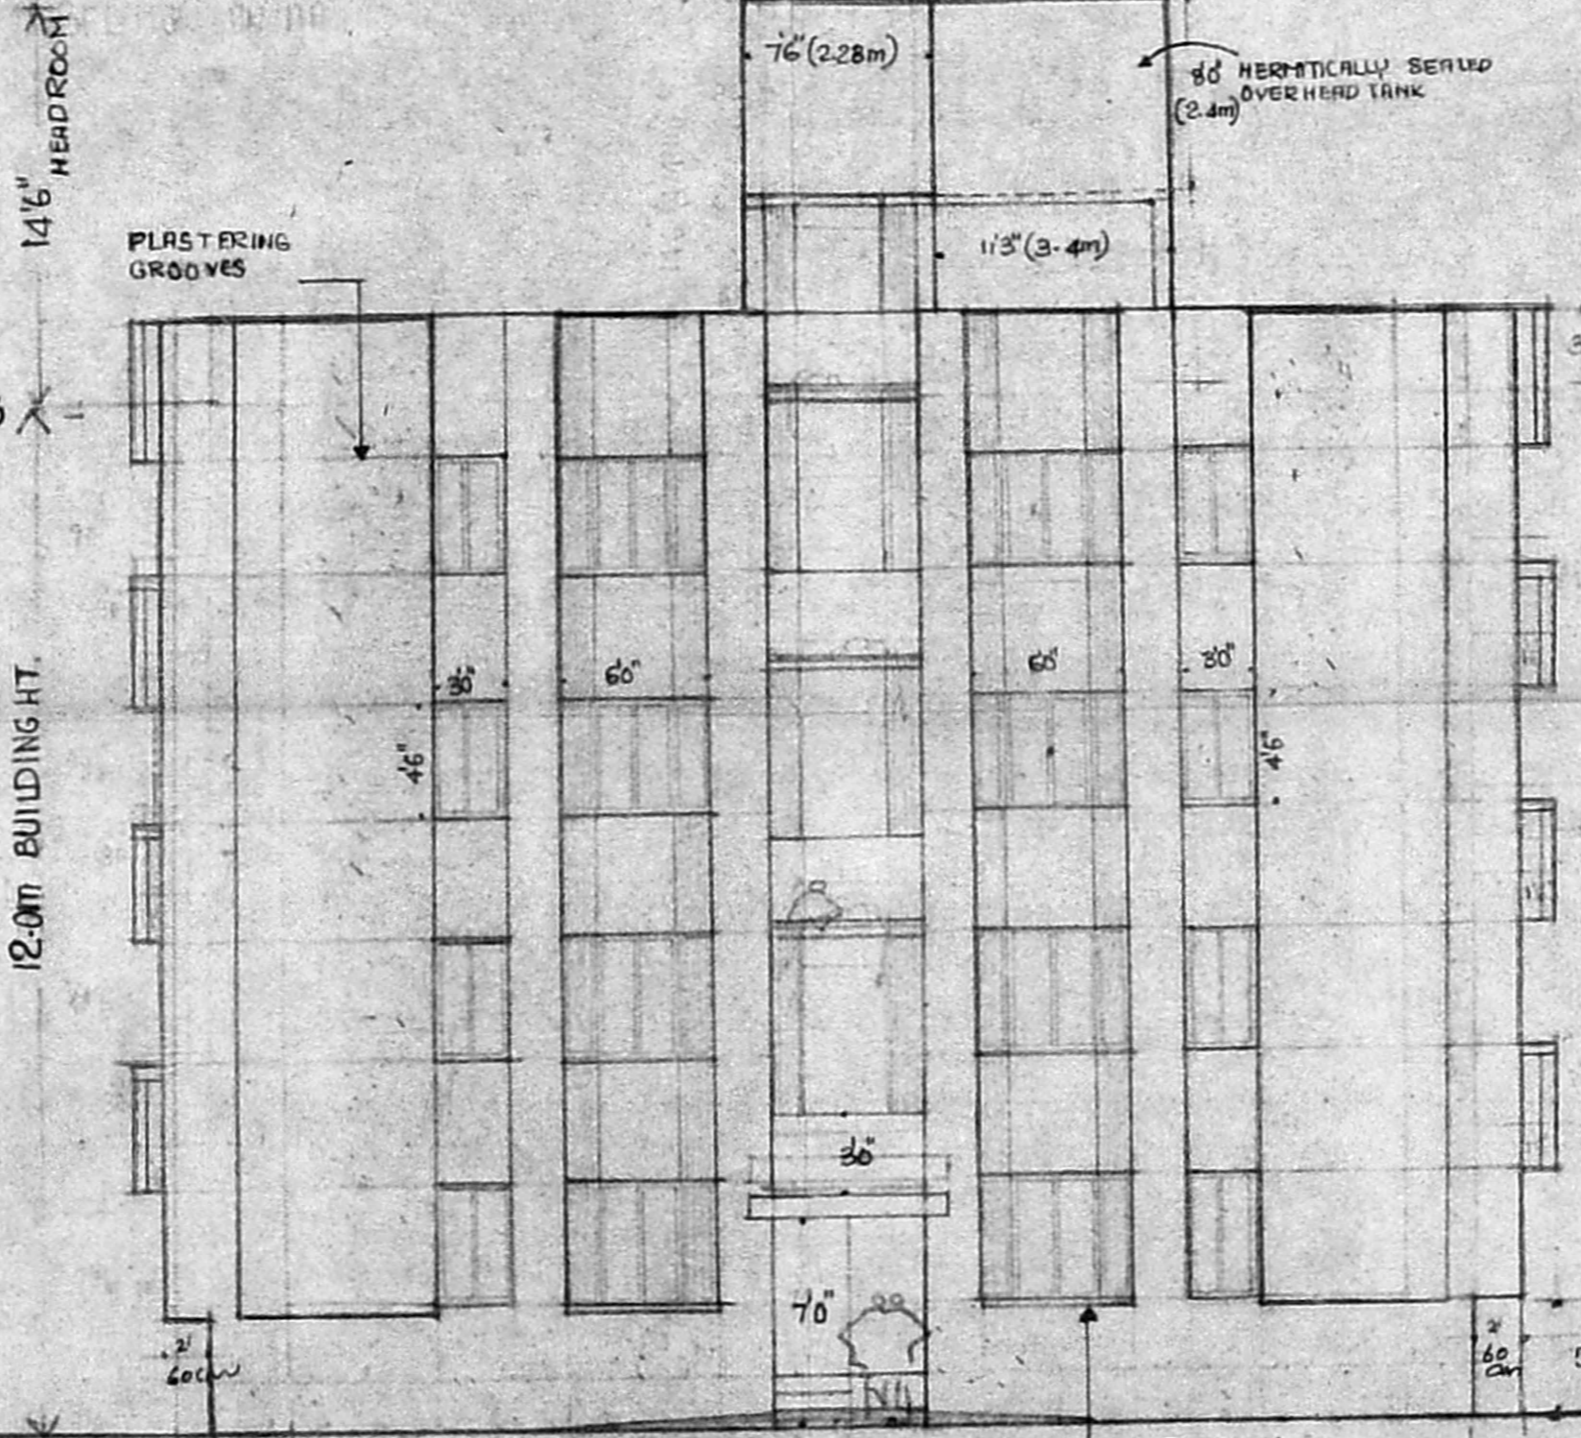 HEADROOM
14'6"
12.0m BUILDING HT.
7'6" (2.28m)
8'0"
(2.4m)
HERMITICALLY SEALED
OVERHEAD TANK
11'3" (3.4m)
PLASTERING
GROOVES
3'0"
6'0"
6'0"
3'0"
4'6"
4'6"
3'0"
7'0"
2'
60cm
2'
60
cm